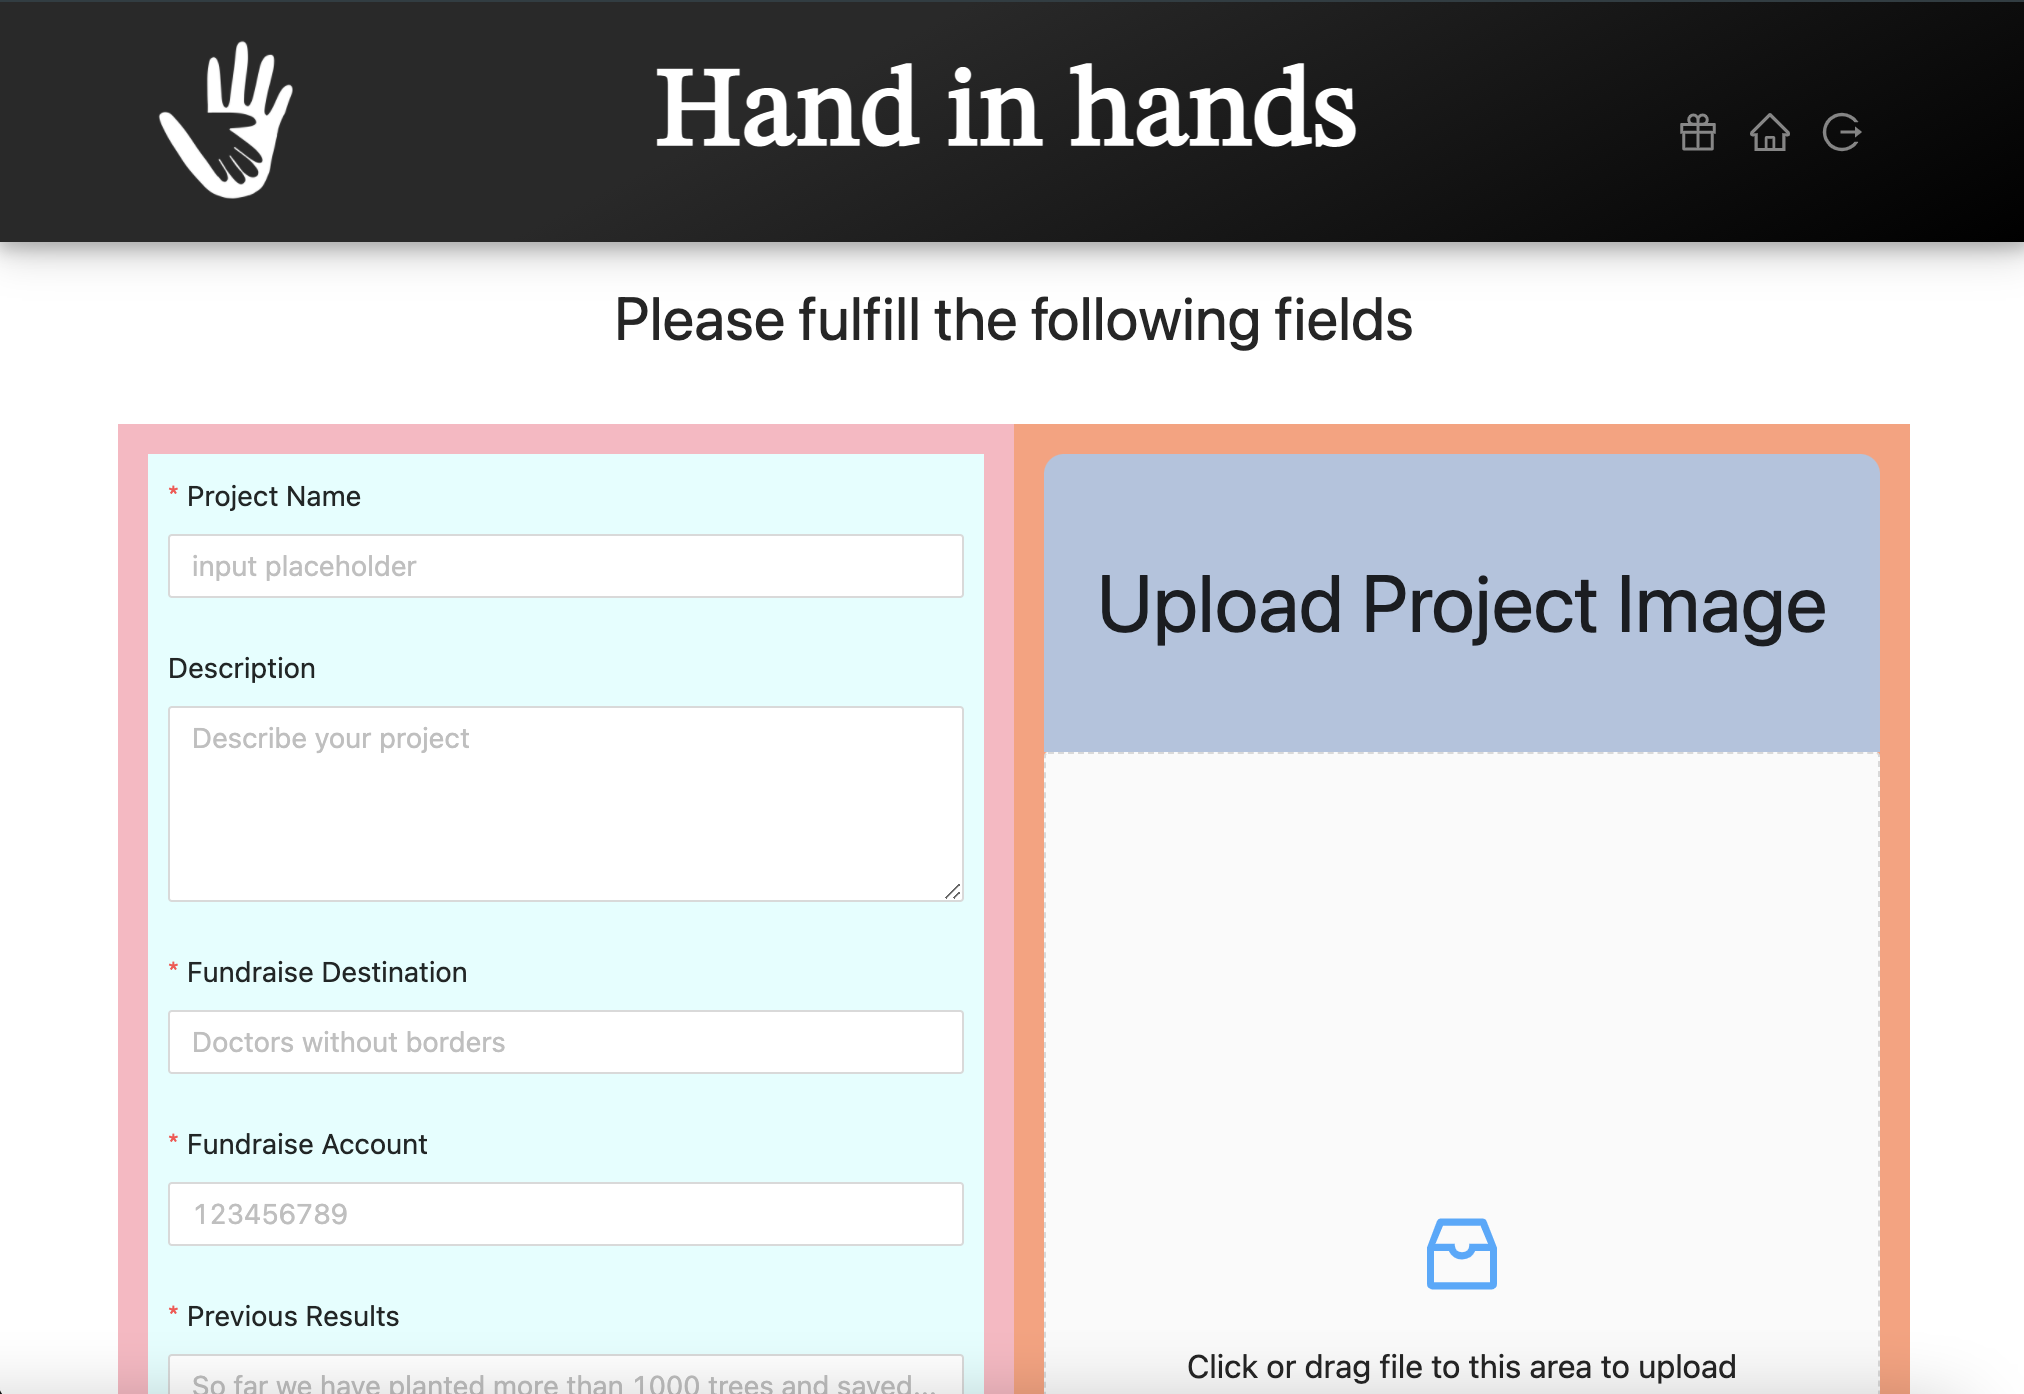 Hand in hands
Please fulfill the following fields
* Project Name
input placeholder
Description
Describe your project
* Fundraise Destination
Doctors without borders
* Fundraise Account
123456789
* Previous Results
So far we have planted more than 1000 trees and saved...
Upload Project Image
Click or drag file to this area to upload